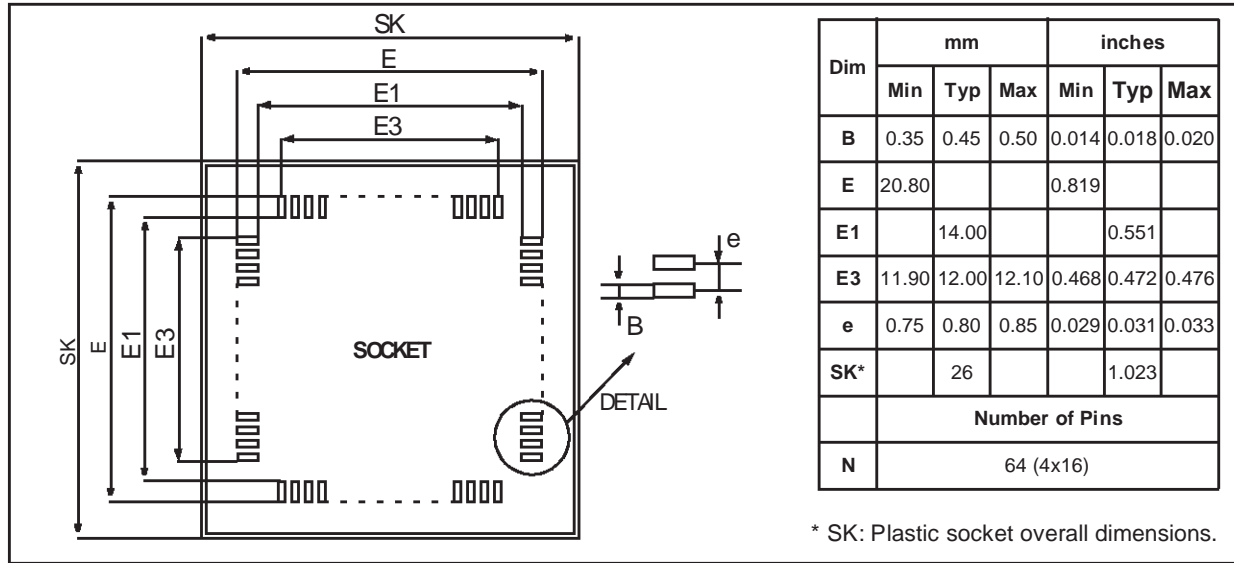 SK
E
E1
E3
SK
E
E1
E3
SOCKET
e
B
DETAIL
Dim mm inches
Min Typ Max Min Typ Max
B 0.35 0.45 0.50 0.014 0.018 0.020
E 20.80 0.819
E1 14.00 0.551
E3 11.90 12.00 12.10 0.468 0.472 0.476
e 0.75 0.80 0.85 0.029 0.031 0.033
SK* 26 1.023
Number of Pins
N 64 (4x16)
* SK: Plastic socket overall dimensions.